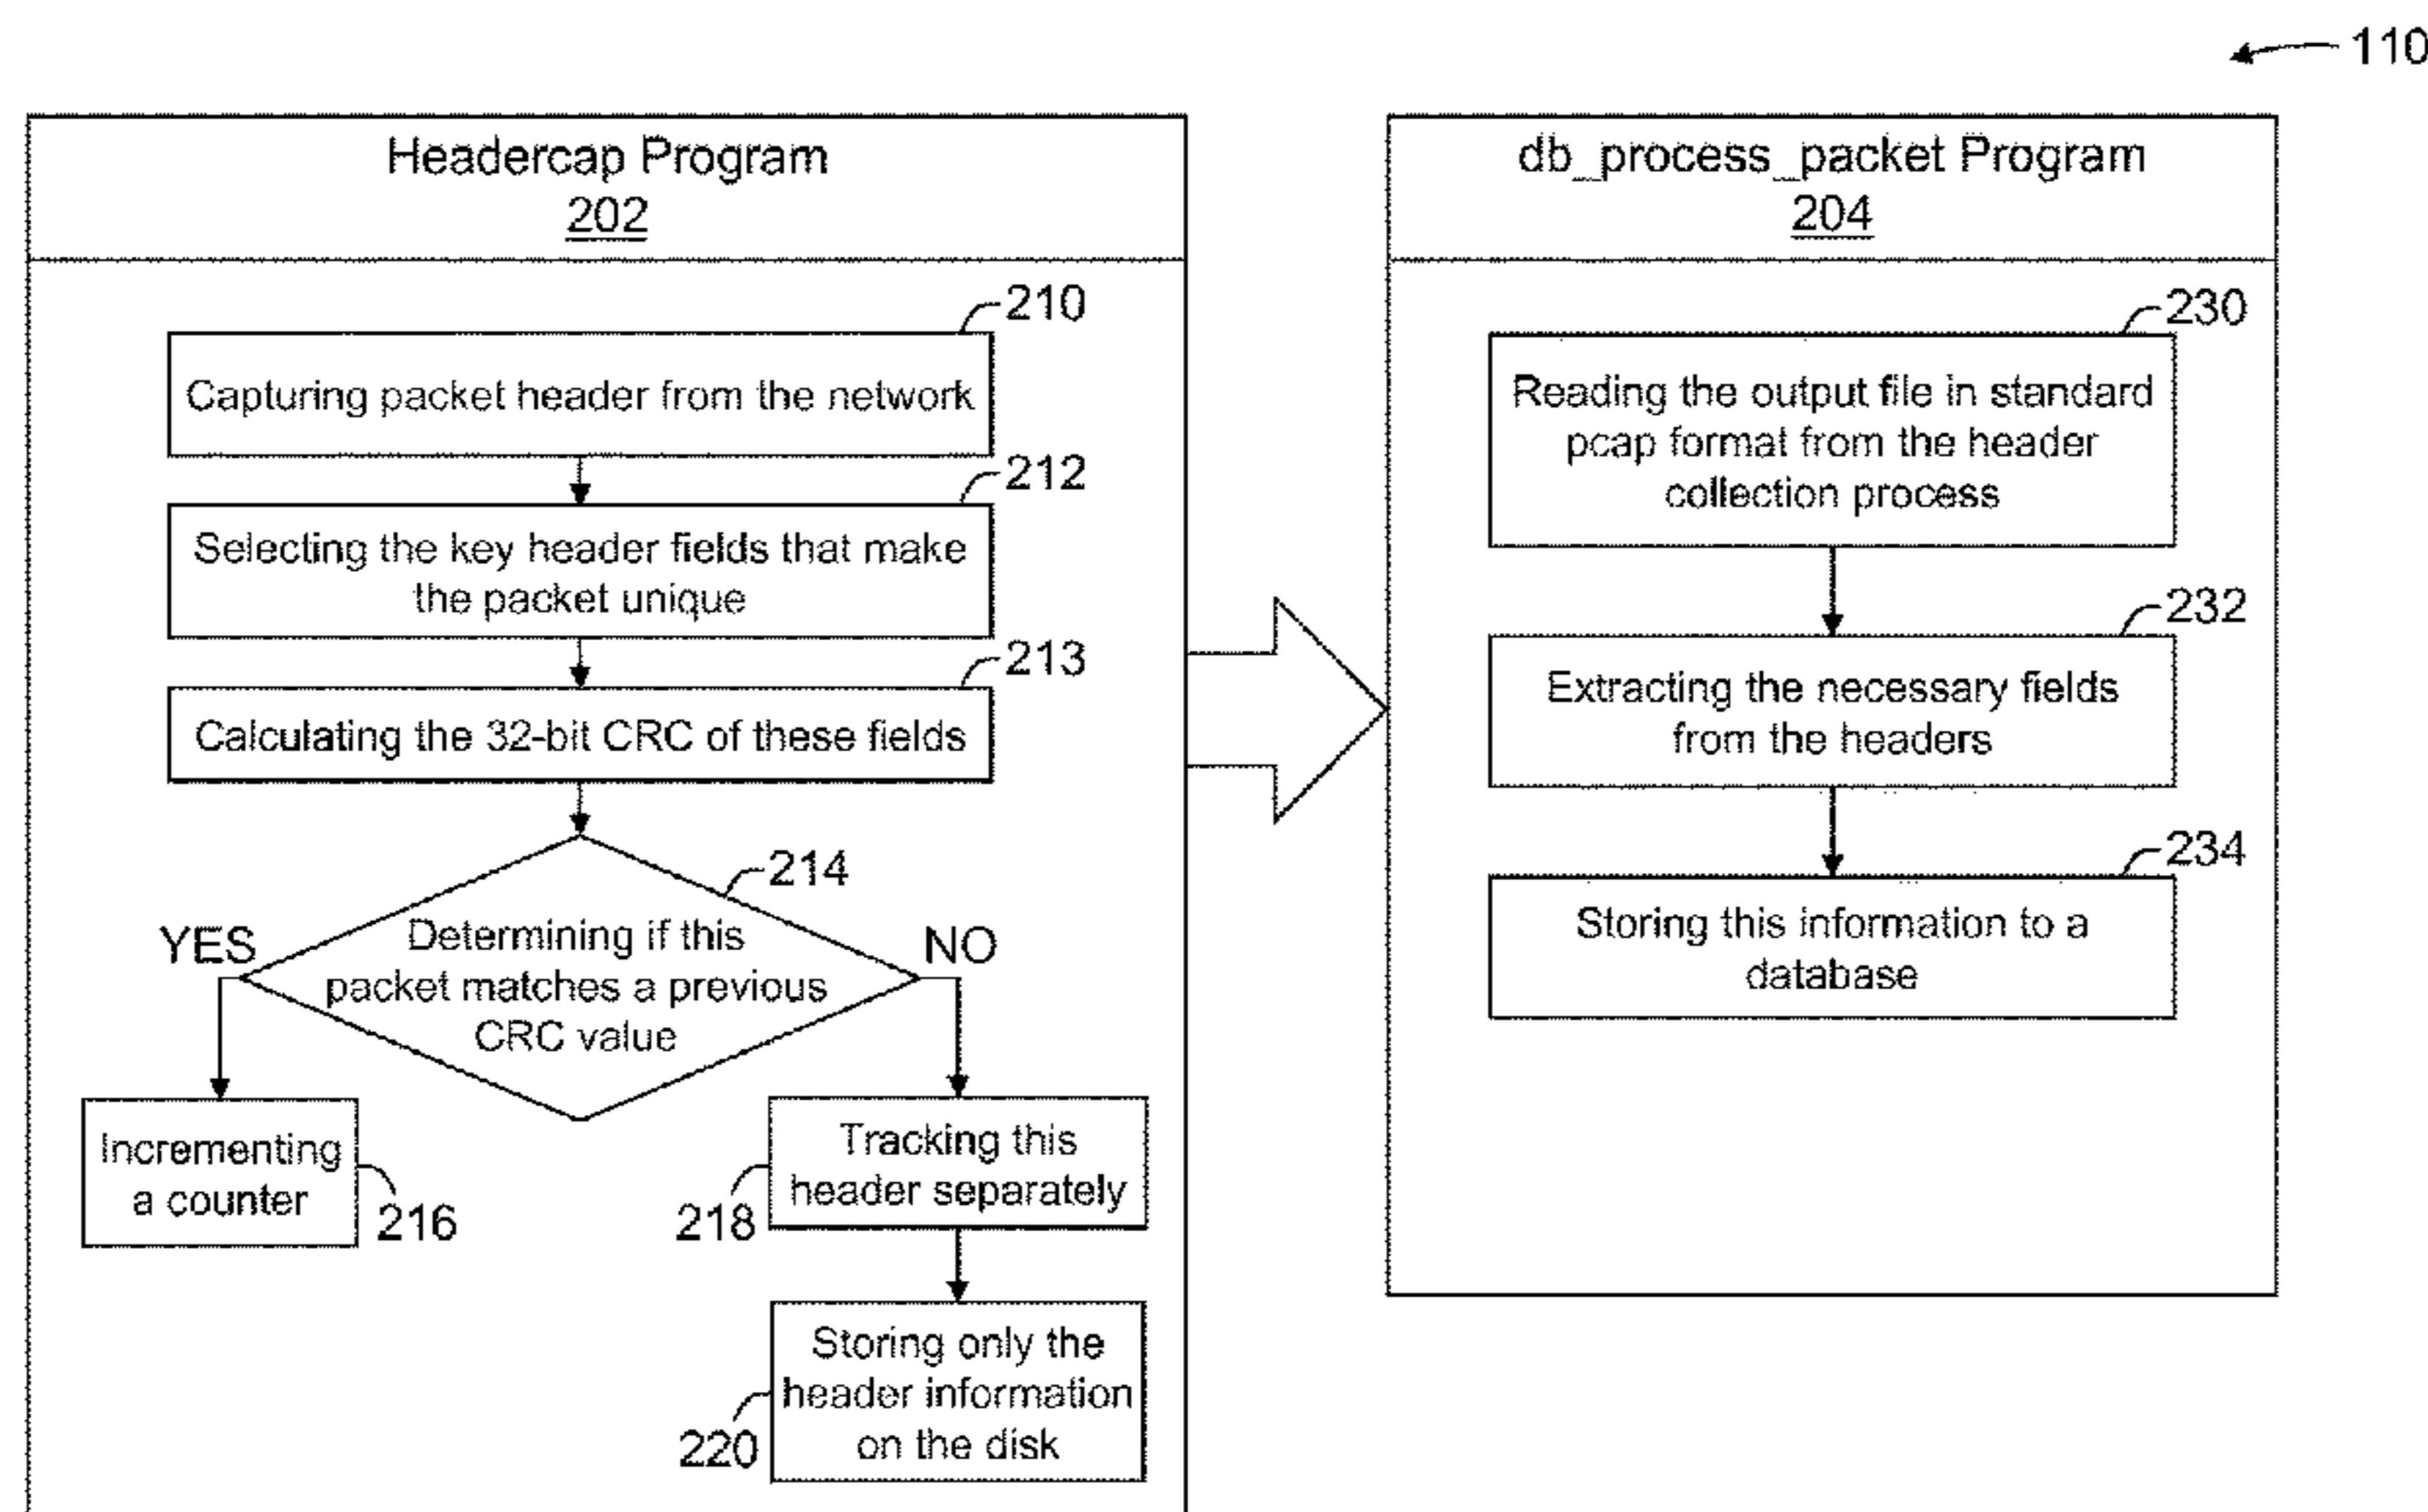 110
Headercap Program
202
210
Capturing packet header from the network
212
Selecting the key header fields that make
the packet unique
213
Calculating the 32-bit CRC of these fields
214
YES
NO
Determining if this
packet matches a previous
CRC value
Incrementing
a counter
216
Tracking this
header separately
218
Storing only the
header information
on the disk
220
db_process_packet Program
204
230
Reading the output file in standard
pcap format from the header
collection process
232
Extracting the necessary fields
from the headers
234
Storing this information to a
database